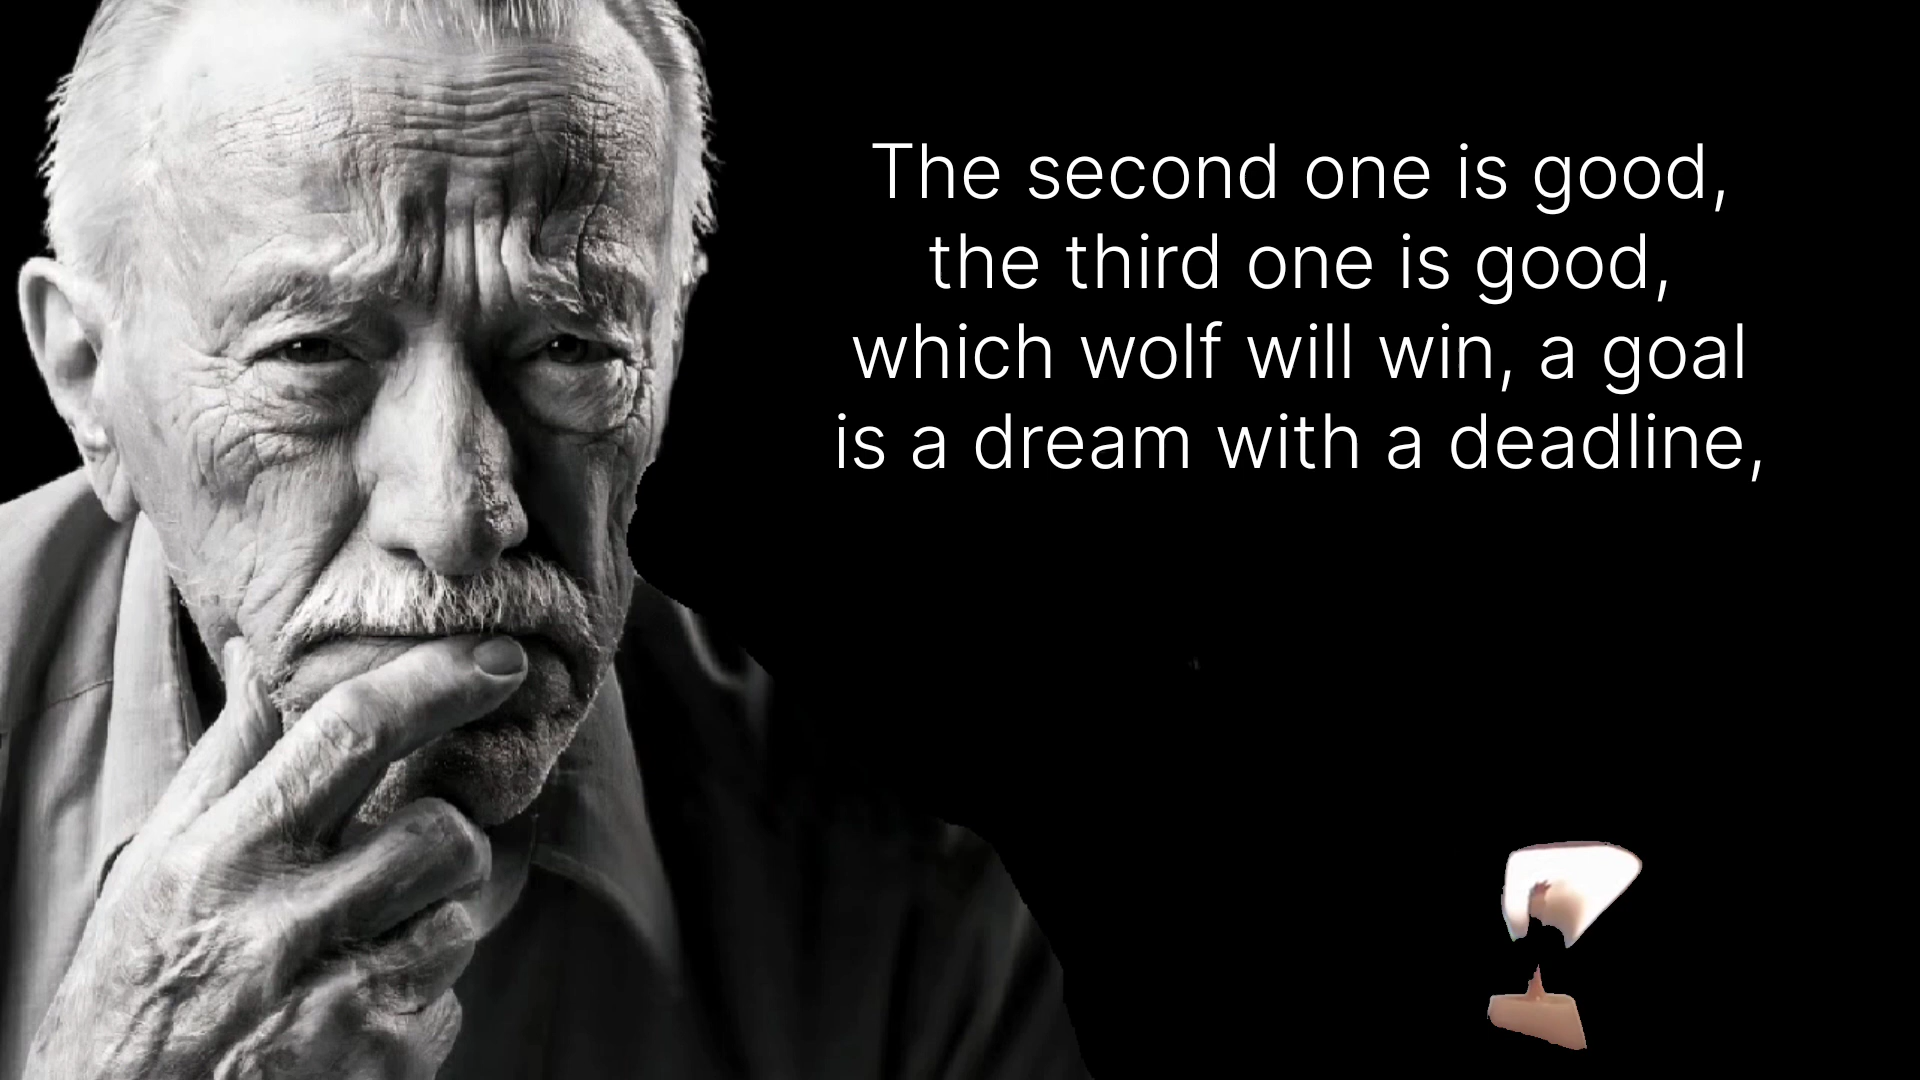 The second one is good,
the third one is good,
which wolf will win, a goal
is a dream with a deadline,